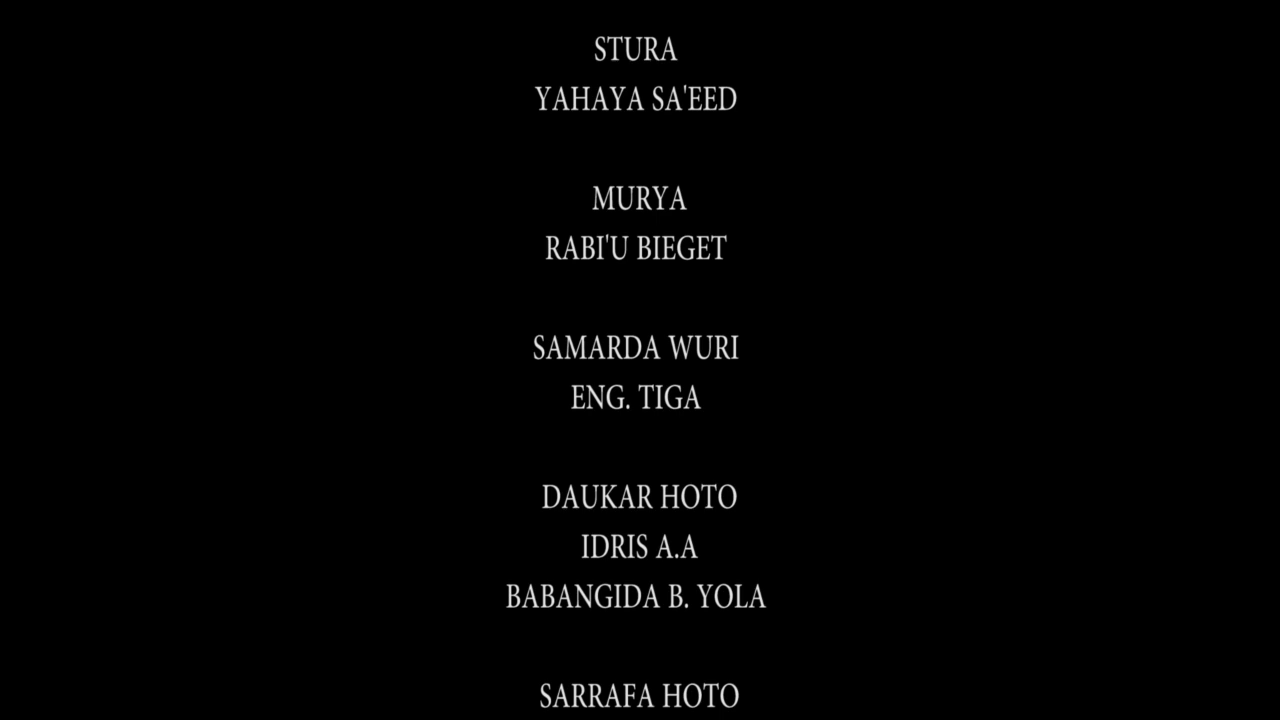 STURA
YAHAYA SA'EED
MURYA
RABI'U BIEGET
SAMARDA WURI
ENG. TIGA
DAUKAR HOTO
IDRIS A.A
BABANGIDA B. YOLA
SARRAFA HOTO